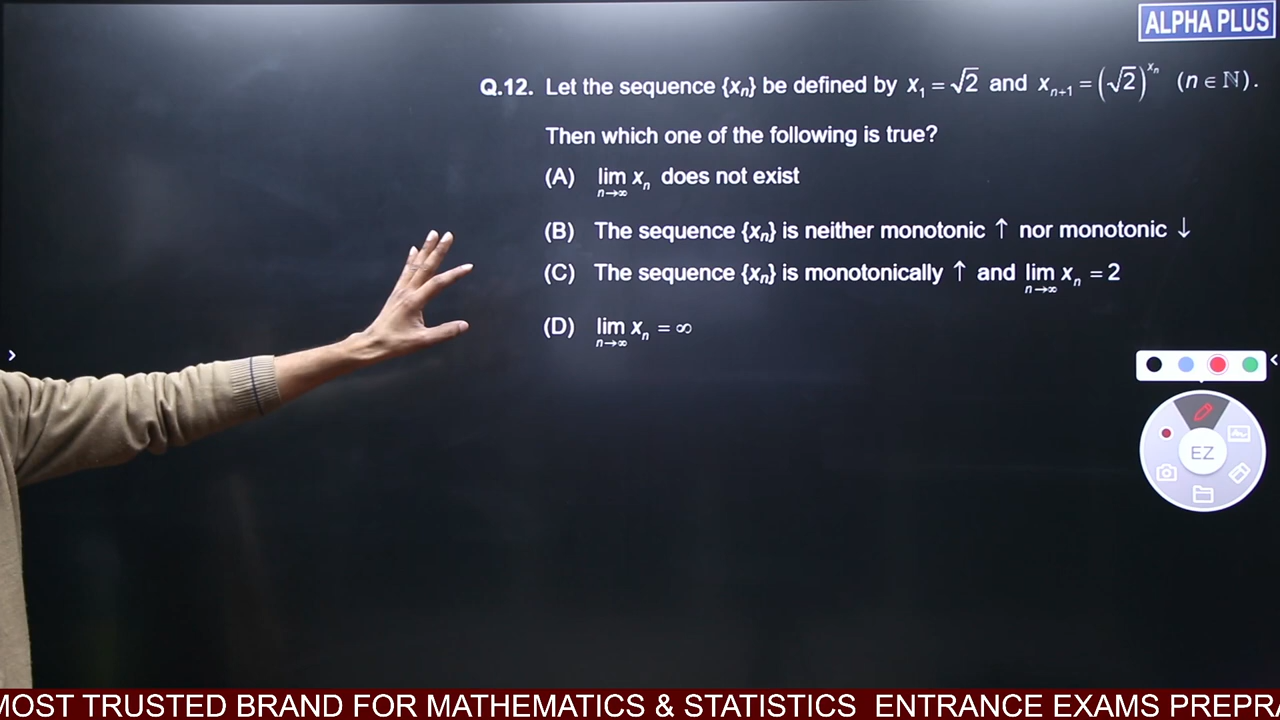 ALPHA PLUS
Q.12. Let the sequence {xₙ} be defined by x₁ = √2 and xₙ₊₁ = (√2)^xₙ (n ∈ ℕ).
Then which one of the following is true?
(A) lim n→∞ xₙ does not exist
(B) The sequence {xₙ} is neither monotonic ↑ nor monotonic ↓
(C) The sequence {xₙ} is monotonically ↑ and lim n→∞ xₙ = 2
(D) lim n→∞ xₙ = ∞
EZ
MOST TRUSTED BRAND FOR MATHEMATICS & STATISTICS ENTRANCE EXAMS PREPRA